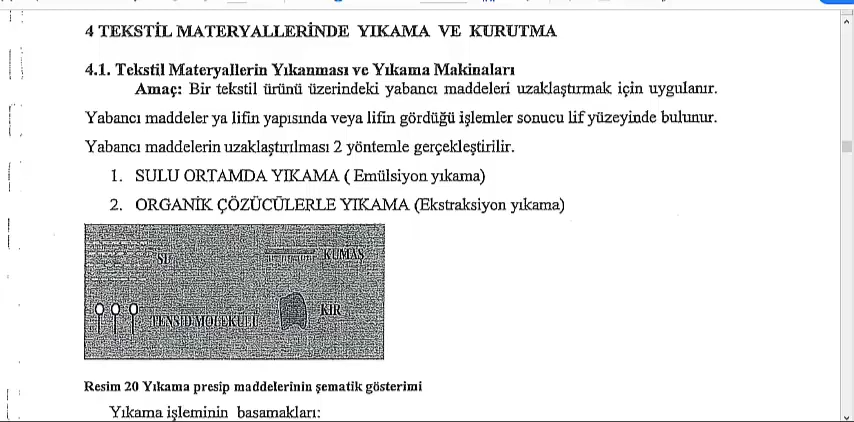 4 TEKSTİL MATERYALLERİNDE YIKAMA VE KURUTMA
4.1. Tekstil Materyallerin Yıkanması ve Yıkama Makinaları
Amaç: Bir tekstil ürünü üzerindeki yabancı maddeleri uzaklaştırmak için uygulanır.
Yabancı maddeler ya lifin yapısında veya lifin gördüğü işlemler sonucu lif yüzeyinde bulunur.
Yabancı maddelerin uzaklaştırılması 2 yöntemle gerçekleştirilir.
1. SULU ORTAMDA YIKAMA ( Emülsiyon yıkama)
2. ORGANİK ÇÖZÜCÜLERLE YIKAMA (Ekstraksiyon yıkama)
SU
KUMAŞ
TENSID MOLEKULU
KİR
Resim 20 Yıkama presip maddelerinin şematik gösterimi
Yıkama işleminin basamakları: